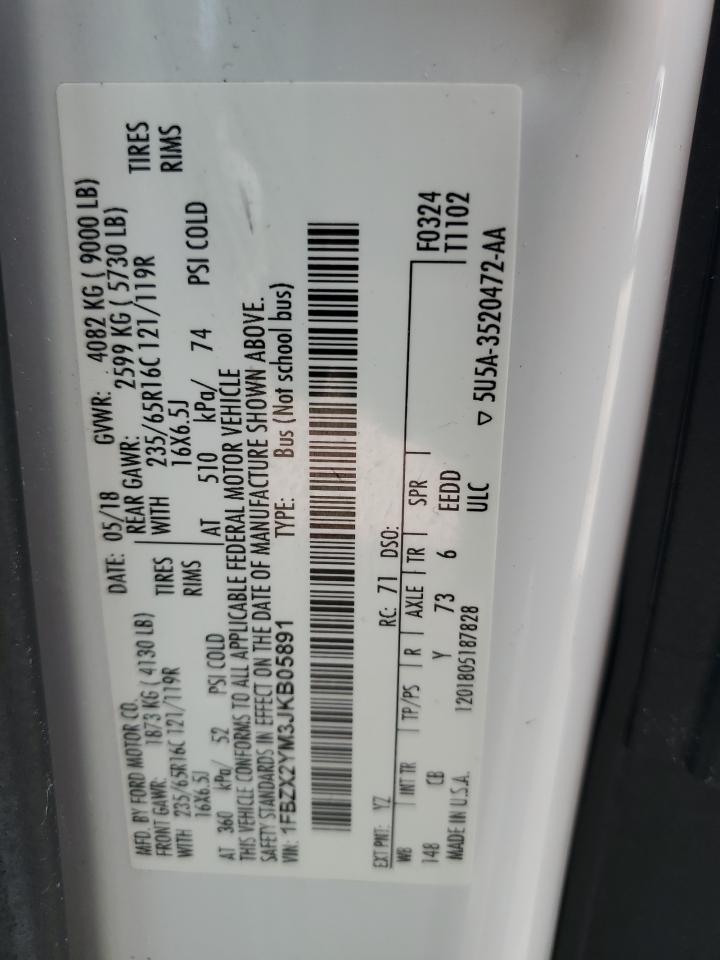 MFD. BY FORD MOTOR CO.
DATE: 05/18 GVWR: 4082 KG ( 9000 LB)
FRONT GAWR: 1873 KG ( 4130 LB)
REAR GAWR: 2599 KG ( 5730 LB)
WITH 235/65R16C 121/119R TIRES
WITH 235/65R16C 121/119R TIRES
16X6.5J RIMS
16X6.5J RIMS
AT 360 kPa/ 52 PSI COLD
AT 510 kPa/ 74 PSI COLD
THIS VEHICLE CONFORMS TO ALL APPLICABLE FEDERAL MOTOR VEHICLE
SAFETY STANDARDS IN EFFECT ON THE DATE OF MANUFACTURE SHOWN ABOVE.
VIN: 1FBZX2YM3JKB05891 TYPE: Bus (Not school bus)
EXT PNT: YZ RC: 71 DSO:
WB INT TR TP/PS R AXLE TR SPR F0324
148 CB Y 73 6 EEDD T1102
MADE IN U.S.A. 1201805187828 ULC
▽ 5U5A-3520472-AA